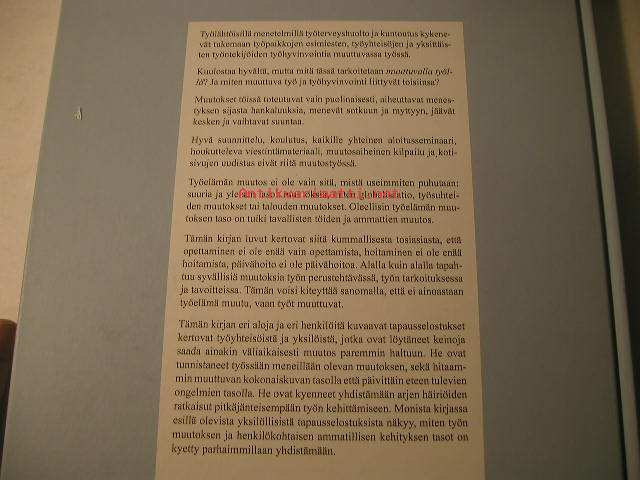 Työlähtöisillä menetelmillä työterveyshuolto ja kuntoutus kykene-
vät tukemaan työpaikkojen esimiesten, työyhteisöjen ja yksittäis-
ten työntekijöiden työhyvinvointia muuttuvassa työssä.
Kuulostaa hyvältä, mutta mitä tässä tarkoitetaan muuttuvalla työl-
lä? Ja miten muuttuva työ ja työhyvinvointi liittyvät toisiinsa?
Muutokset töissä toteutuvat vain puolinaisesti, aiheuttavat menes-
tyksen sijasta hankaluuksia, menevät sutkuun ja myttyyn, jäävät
kesken ja vaihtavat suuntaa.
Hyvä suunnittelu, koulutus, kaikille yhteinen aloitusseminaari,
houkutteleva viestintämateriaali, muutosaiheinen kilpailu ja koti-
sivujen uudistus eivät riitä muutostyössä.
Työelämän muutos ei ole vain sitä, mistä useimmiten puhutaan:
suuria ja yleisen luokan muutoksia, kuten globalisaatio, työsuhtei-
den muutokset tai talouden muutokset. Oleellisin työelämän muu-
toksen taso on tuiki tavallisten töiden ja ammattien muutos.
Tämän kirjan luvut kertovat siitä kummallisesta tosiasiasta, että
opettaminen ei ole enää vain opettamista, hoitaminen ei ole enää
hoitamista, päivähoito ei ole päivähoitoa. Alalla kuin alalla tapah-
tuu syvällisiä muutoksia työn perustehtävässä, työn tarkoituksessa
ja tavoitteissa. Tämän voisi kiteyttää sanomalla, että ei ainoastaan
työelämä muutu, vaan työt muuttuvat.
Tämän kirjan eri aloja ja eri henkilöitä kuvaavat tapausselostukset
kertovat työyhteisöistä ja yksilöistä, jotka ovat löytäneet keinoja
saada ainakin väliaikaisesti muutos paremmin haltuun. He ovat
tunnistaneet työssään meneillään olevan muutoksen, sekä hitaam-
min muuttuvan kokonaiskuvan tasolla että päivittäin eteen tulevien
ongelmien tasolla. He ovat kyenneet yhdistämään arjen häiriöiden
ratkaisut pitkäjänteisempään työn kehittämiseen. Monista kirjassa
esillä olevista yksilöllisistä tapausselostuksista näkyy, miten työn
muutoksen ja henkilökohtaisen ammatillisen kehityksen tasot on
kyetty parhaimmillaan yhdistämään.